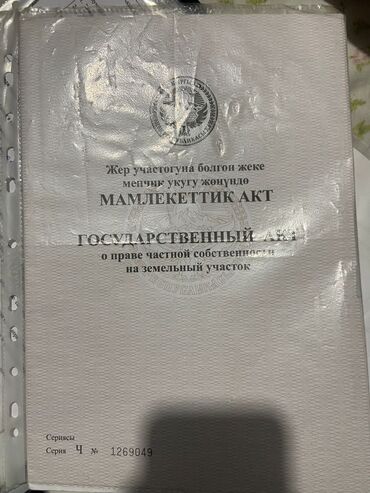 Жер участогуна болгон жеке
менчик укугу жөнүндө
МАМЛЕКЕТТИК АКТ
ГОСУДАРСТВЕННЫЙ АКТ
о праве частной собственности
на земельный участок
Сериясы
Серия Ч № 1269049